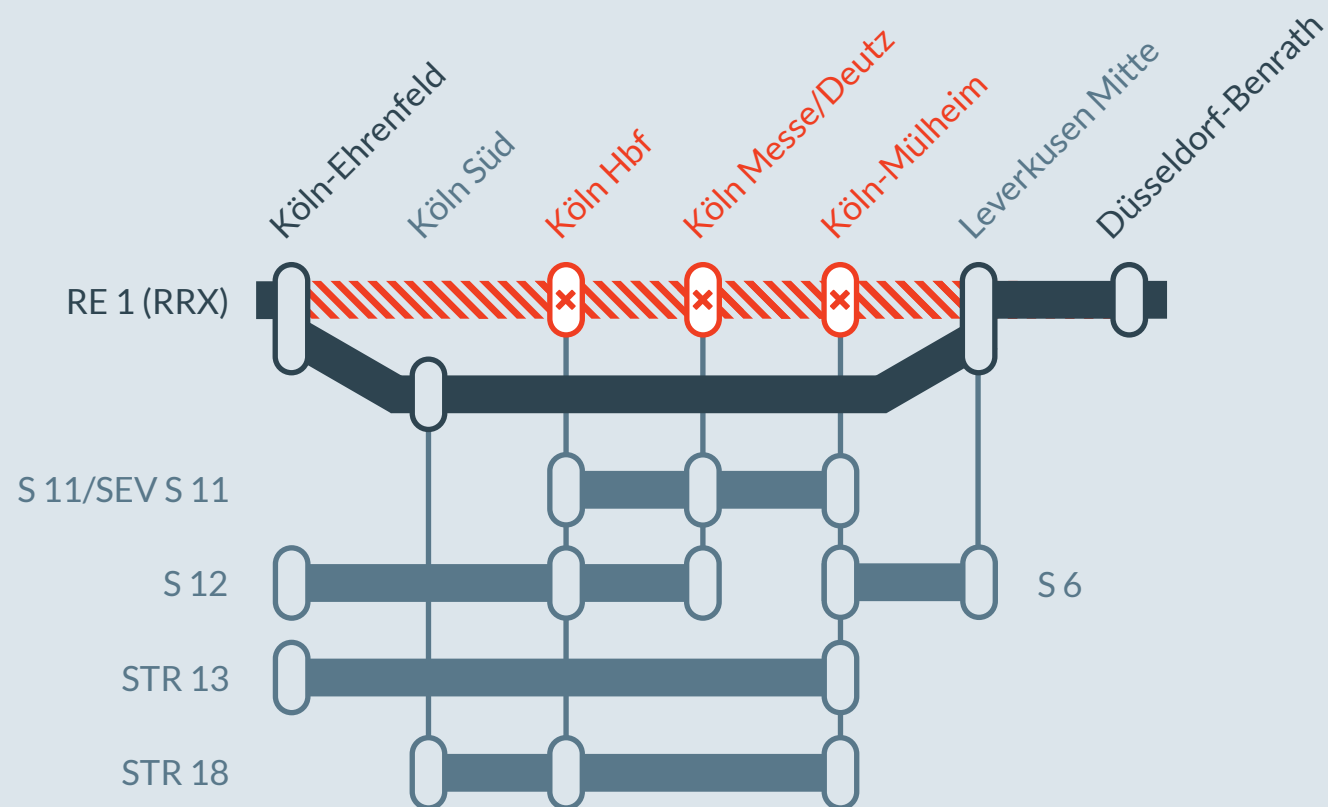 Köln-Ehrenfeld
Köln Süd
Köln Hbf
Köln Messe/Deutz
Köln-Mülheim
Leverkusen Mitte
Düsseldorf-Benrath
RE 1 (RRX)
S 11/SEV S 11
S 12
S 6
STR 13
STR 18